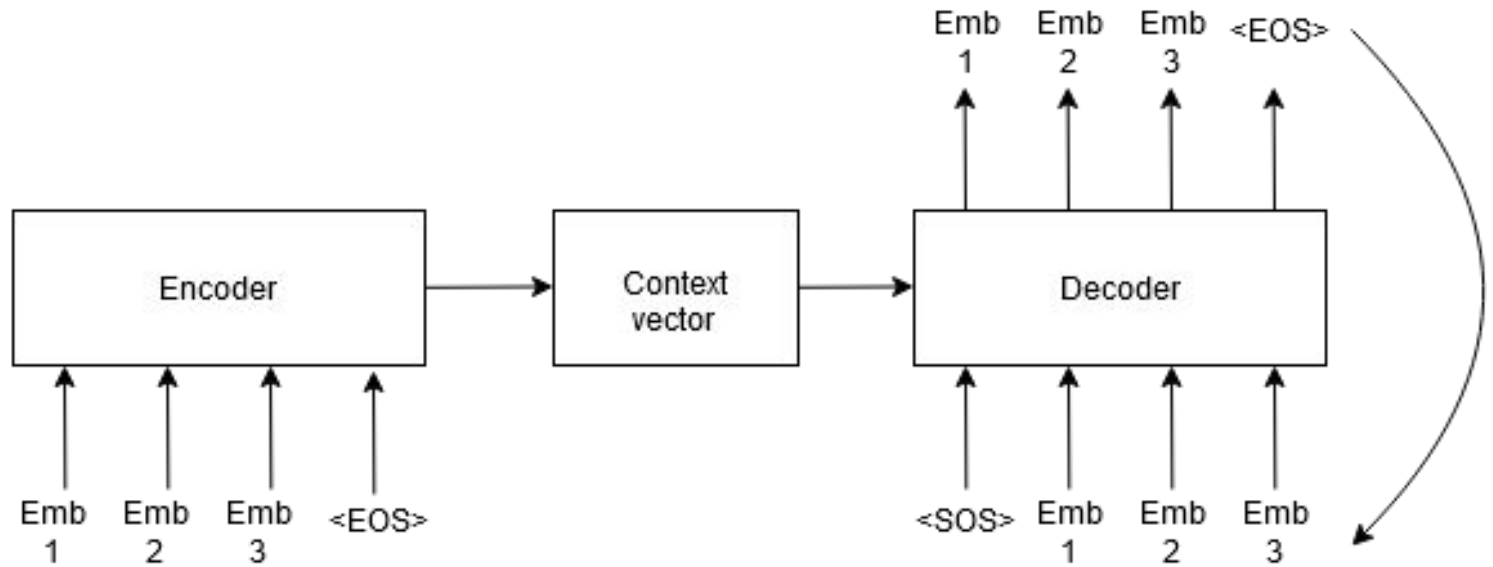 Emb Emb Emb <EOS>
1 2 3
Encoder
Context
vector
Decoder
Emb Emb Emb <EOS>
1 2 3
<SOS> Emb Emb Emb
1 2 3